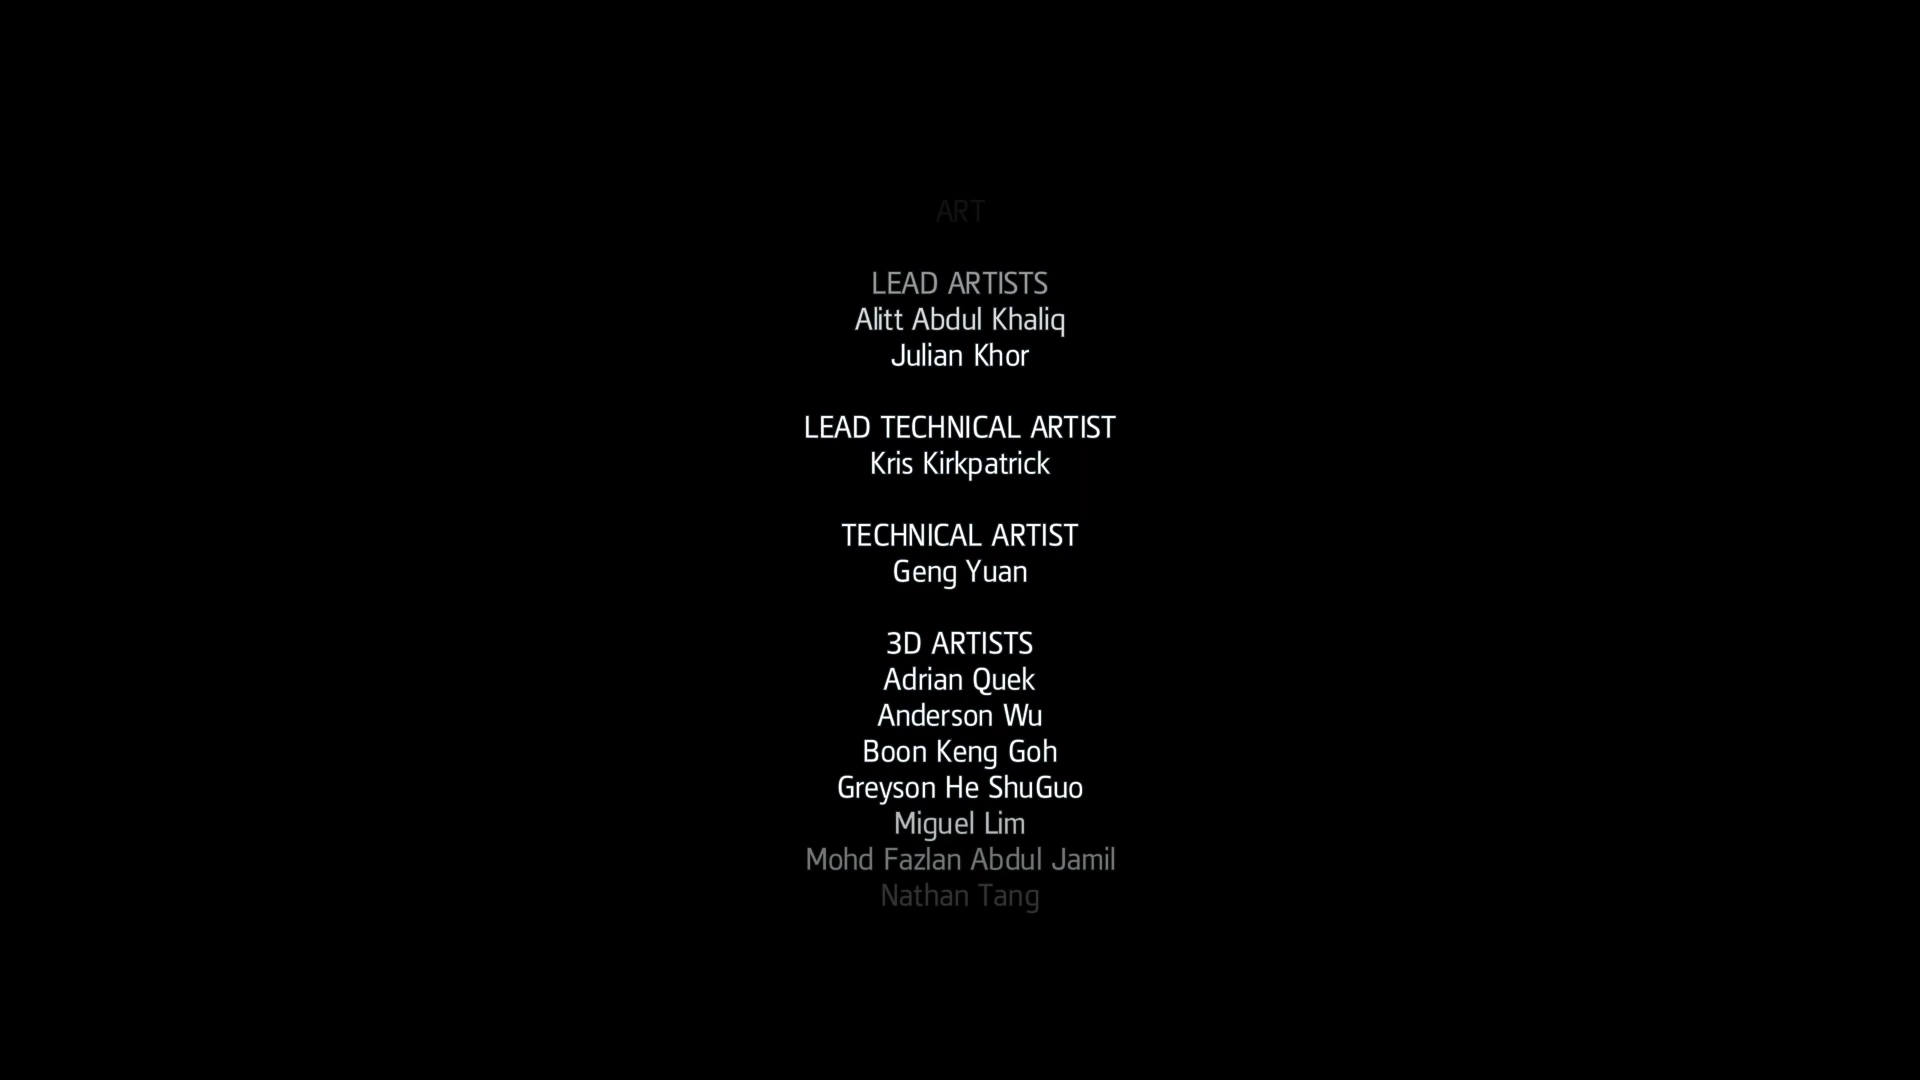 ART
LEAD ARTISTS
Alitt Abdul Khaliq
Julian Khor
LEAD TECHNICAL ARTIST
Kris Kirkpatrick
TECHNICAL ARTIST
Geng Yuan
3D ARTISTS
Adrian Quek
Anderson Wu
Boon Keng Goh
Greyson He ShuGuo
Miguel Lim
Mohd Fazlan Abdul Jamil
Nathan Tang